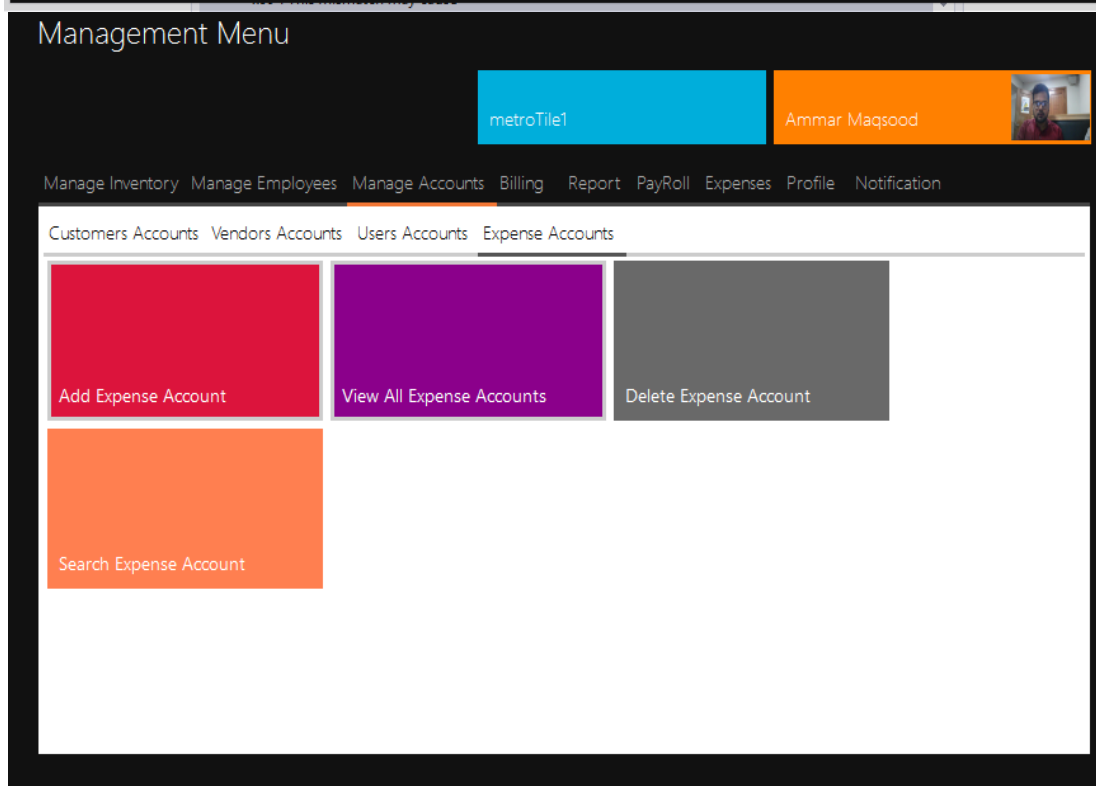 Management Menu
metroTile1
Ammar Maqsood
Manage Inventory Manage Employees Manage Accounts Billing Report PayRoll Expenses Profile Notification
Customers Accounts Vendors Accounts Users Accounts Expense Accounts
Add Expense Account
View All Expense Accounts
Delete Expense Account
Search Expense Account